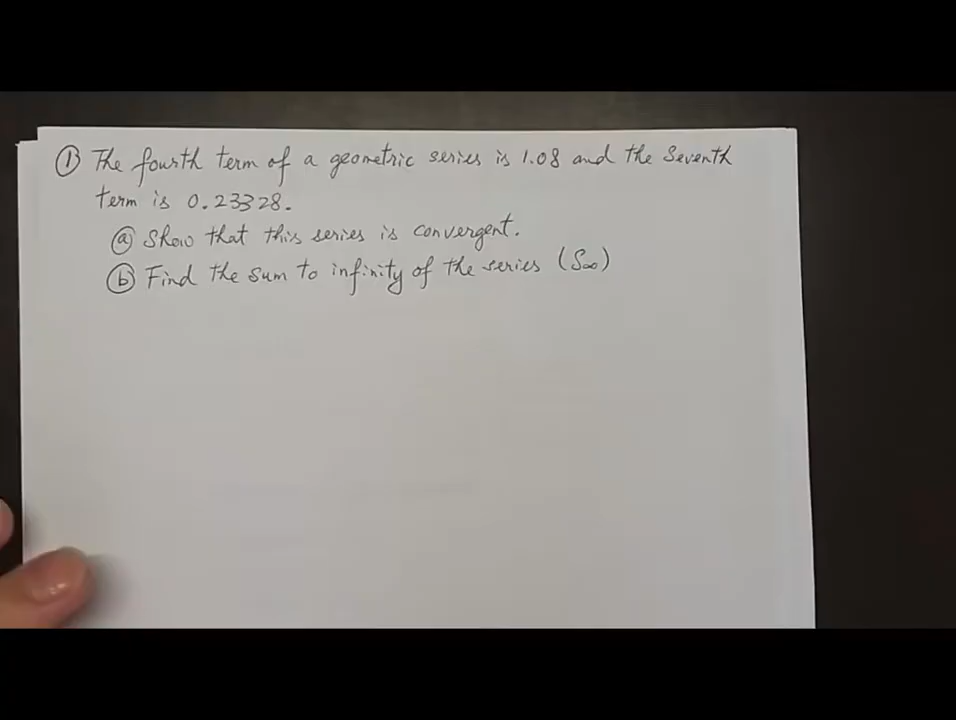 ① The fourth term of a geometric series is 1.08 and the Seventh
term is 0.23328.
ⓐ Show that this series is convergent.
ⓑ Find the sum to infinity of the series (S∞)